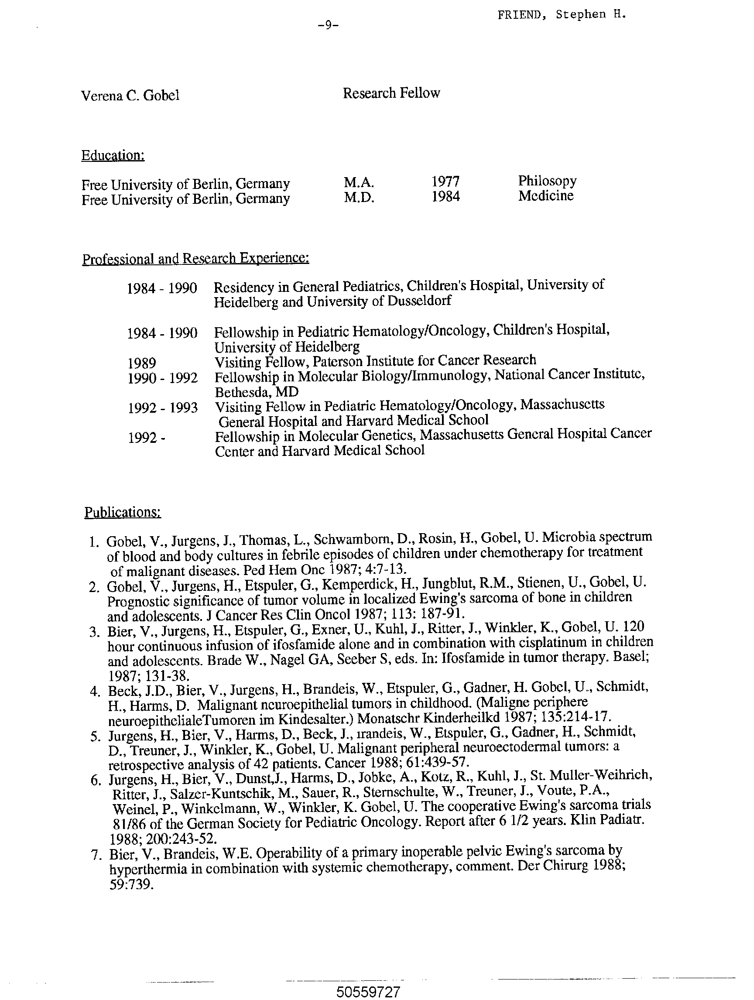 FRIEND, Stephen H.
-9-
Verena C. Gobel Research Fellow
Education:
Free University of Berlin, Germany M.A. 1977 Philosopy
Free University of Berlin, Germany M.D. 1984 Medicine
Professional and Research Experience:
1984 - 1990 Residency in General Pediatrics, Children's Hospital, University of
Heidelberg and University of Dusseldorf
1984 - 1990 Fellowship in Pediatric Hematology/Oncology, Children's Hospital,
University of Heidelberg
1989 Visiting Fellow, Paterson Institute for Cancer Research
1990 - 1992 Fellowship in Molecular Biology/Immunology, National Cancer Institute,
Bethesda, MD
1992 - 1993 Visiting Fellow in Pediatric Hematology/Oncology, Massachusetts
General Hospital and Harvard Medical School
1992 - Fellowship in Molecular Genetics, Massachusetts General Hospital Cancer
Center and Harvard Medical School
Publications:
1. Gobel, V., Jurgens, J., Thomas, L., Schwamborn, D., Rosin, H., Gobel, U. Microbia spectrum
of blood and body cultures in febrile episodes of children under chemotherapy for treatment
of malignant diseases. Ped Hem Onc 1987; 4:7-13.
2. Gobel, V., Jurgens, H., Etspuler, G., Kemperdick, H., Jungblut, R.M., Stienen, U., Gobel, U.
Prognostic significance of tumor volume in localized Ewing's sarcoma of bone in children
and adolescents. J Cancer Res Clin Oncol 1987; 113: 187-91.
3. Bier, V., Jurgens, H., Etspuler, G., Exner, U., Kuhl, J., Ritter, J., Winkler, K., Gobel, U. 120
hour continuous infusion of ifosfamide alone and in combination with cisplatinum in children
and adolescents. Brade W., Nagel GA, Seeber S, eds. In: Ifosfamide in tumor therapy. Basel;
1987; 131-38.
4. Beck, J.D., Bier, V., Jurgens, H., Brandeis, W., Etspuler, G., Gadner, H. Gobel, U., Schmidt,
H., Harms, D. Malignant neuroepithelial tumors in childhood. (Maligne periphere
neuroepithelialeTumoren im Kindesalter.) Monatschr Kinderheilkd 1987; 135:214-17.
5. Jurgens, H., Bier, V., Harms, D., Beck, J., irandeis, W., Etspuler, G., Gadner, H., Schmidt,
D., Treuner, J., Winkler, K., Gobel, U. Malignant peripheral neuroectodermal tumors: a
retrospective analysis of 42 patients. Cancer 1988; 61:439-57.
6. Jurgens, H., Bier, V., Dunst,J., Harms, D., Jobke, A., Kotz, R., Kuhl, J., St. Muller-Weihrich,
Ritter, J., Salzer-Kuntschik, M., Sauer, R., Sternschulte, W., Treuner, J., Voute, P.A.,
Weinel, P., Winkelmann, W., Winkler, K. Gobel, U. The cooperative Ewing's sarcoma trials
81/86 of the German Society for Pediatric Oncology. Report after 6 1/2 years. Klin Padiatr.
1988; 200:243-52.
7. Bier, V., Brandeis, W.E. Operability of a primary inoperable pelvic Ewing's sarcoma by
hyperthermia in combination with systemic chemotherapy, comment. Der Chirurg 1988;
59:739.
50559727